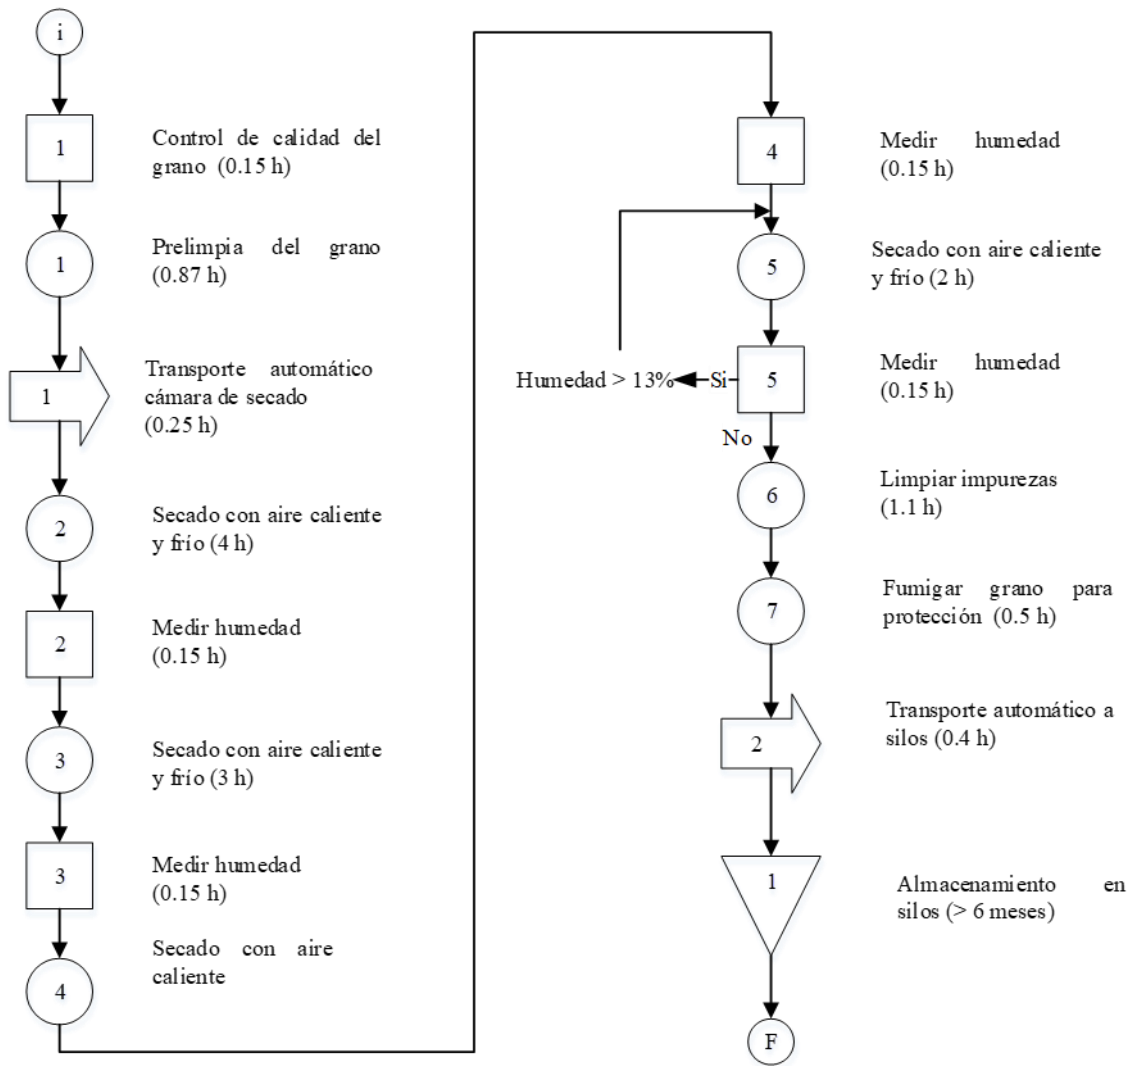 i
1
Control de calidad del
grano (0.15 h)
1
Prelimpia del grano
(0.87 h)
1
Transporte automático
cámara de secado
(0.25 h)
2
Secado con aire caliente
y frío (4 h)
2
Medir humedad
(0.15 h)
3
Secado con aire caliente
y frío (3 h)
3
Medir humedad
(0.15 h)
4
Secado con aire
caliente
4
Medir humedad
(0.15 h)
5
Secado con aire caliente
y frío (2 h)
Humedad > 13%
Si
5
Medir humedad
(0.15 h)
No
6
Limpiar impurezas
(1.1 h)
7
Fumigar grano para
protección (0.5 h)
2
Transporte automático a
silos (0.4 h)
1
Almacenamiento en
silos (> 6 meses)
F